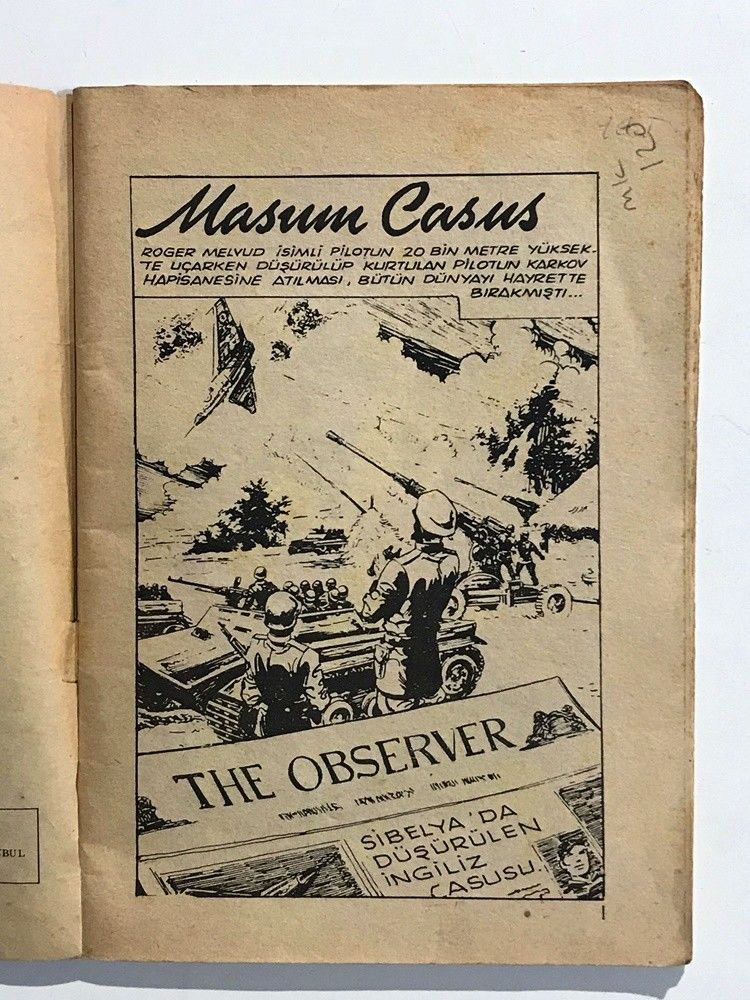 Masum Casus
ROGER MELVUD İSİMLİ PİLOTUN 20 BİN METRE YÜKSEK-
TE UÇARKEN DÜŞÜRÜLÜP KURTULAN PİLOTUN KARKOV
HAPİSANESİNE ATILMASI, BÜTÜN DÜNYAYI HAYRETTE
BIRAKMIŞTI...
THE OBSERVER
SİBELYA'DA
DÜŞÜRÜLEN
İNGİLİZ
CASUSU.
BUL